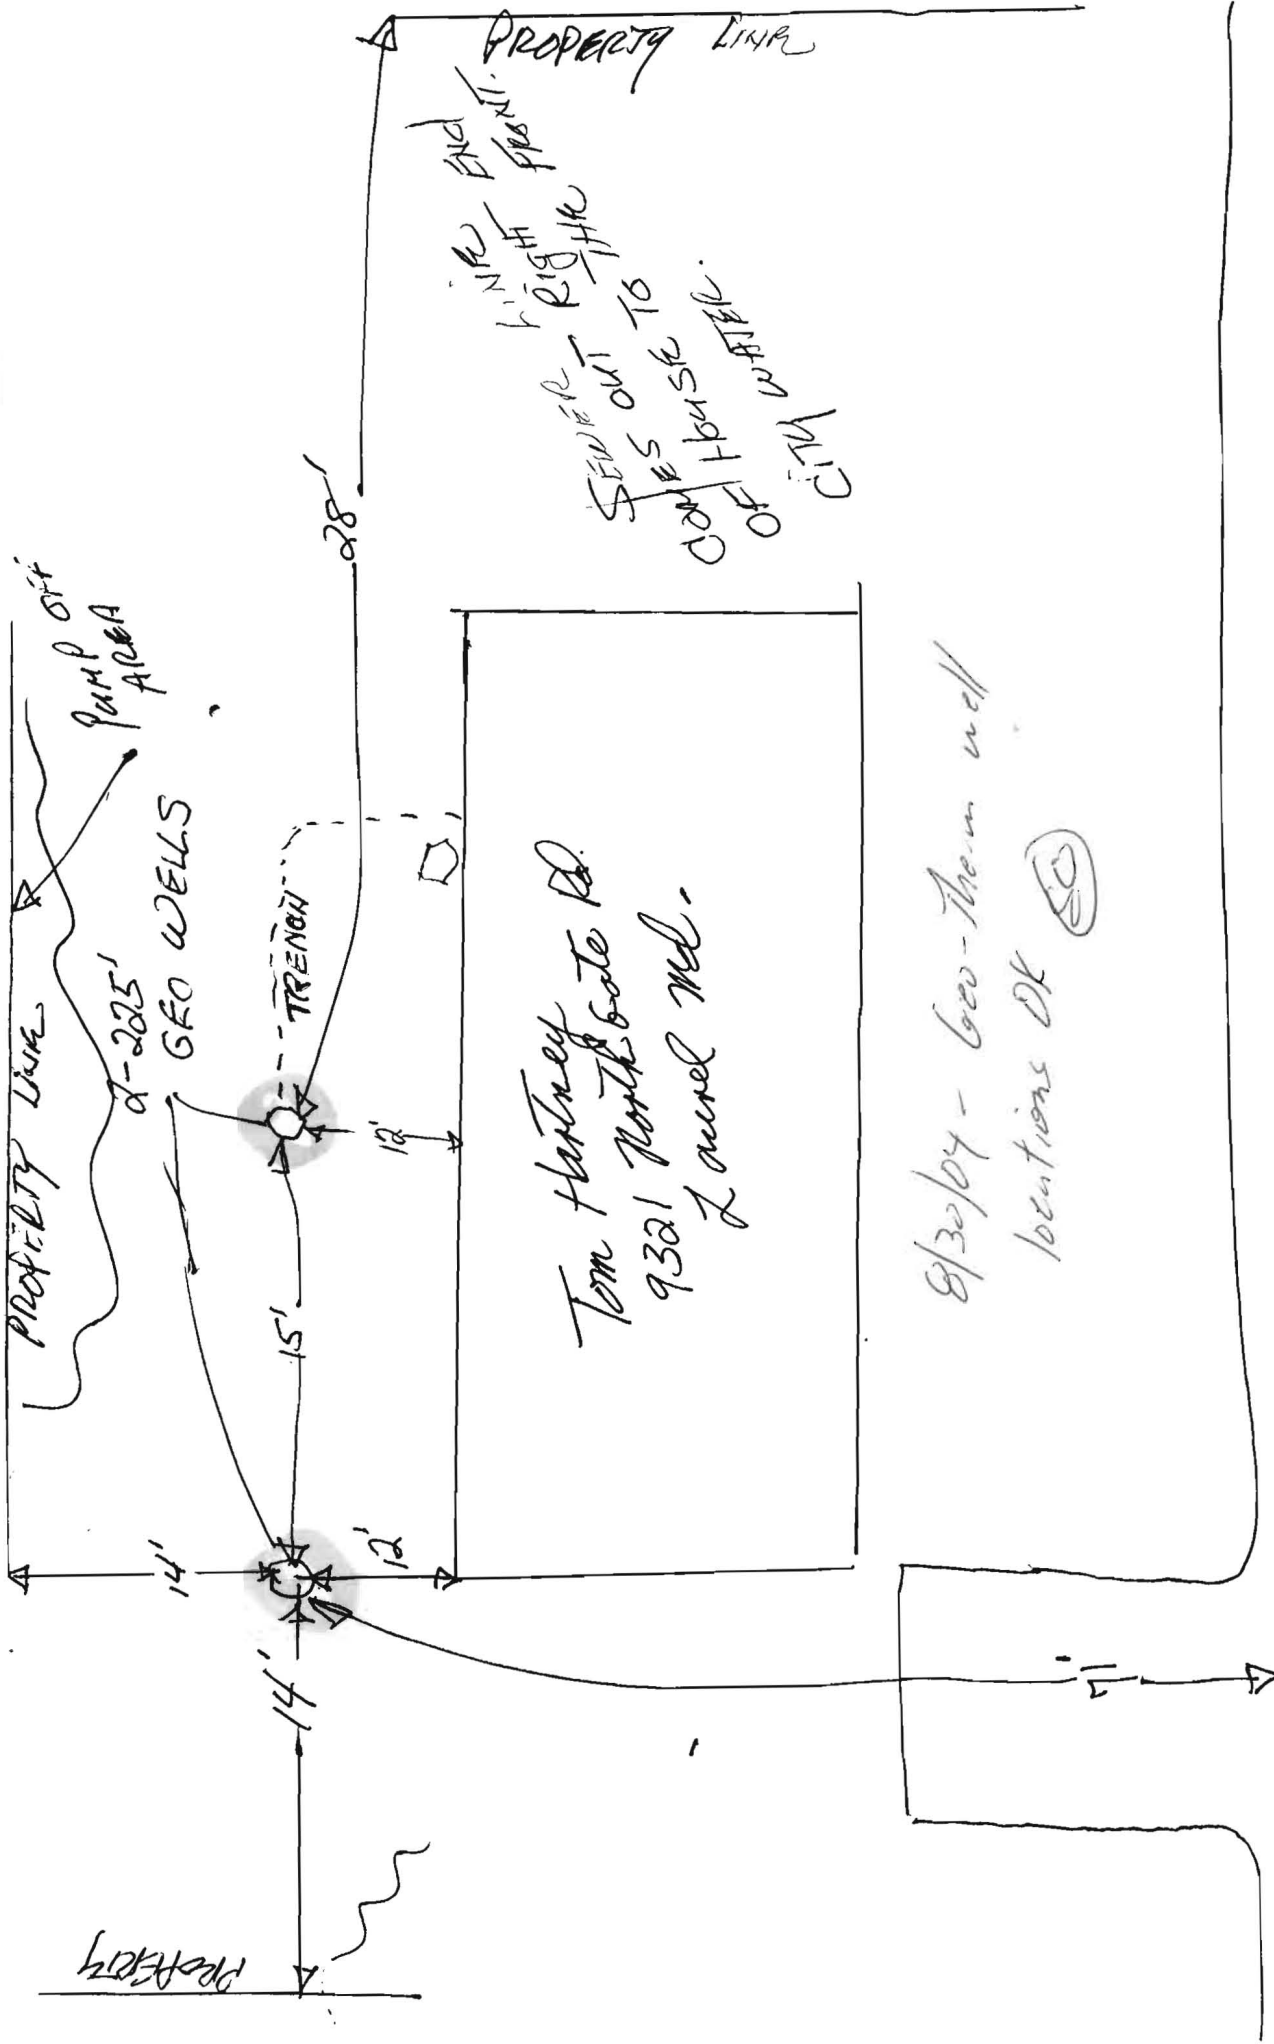 PROPERTY LINE
PUMP OFF
AREA
2-225'
GEO WELLS
TRENCH
28'
PROPERTY LINE
SEWER LINE END
COMES OUT RIGHT FRONT.
OF HOUSE TO THE
CITY WATER.
14'
15'
12'
12'
14'
PROPERTY
Tom Hartney
9321 Northgate Rd.
Laurel Md.
8/30/04 - Geo-Therm well
locations OK